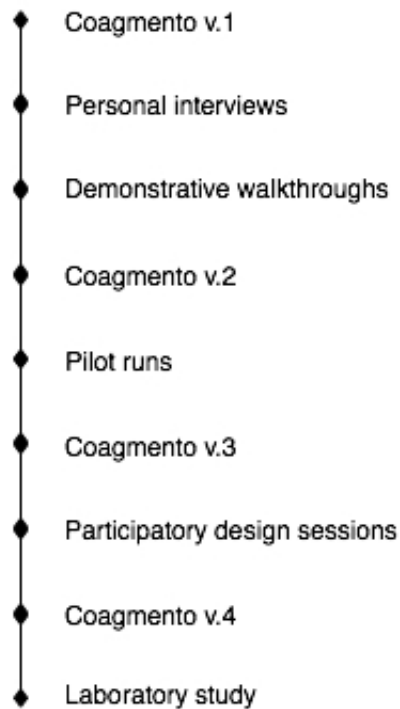 Coagmento v.1
Personal interviews
Demonstrative walkthroughs
Coagmento v.2
Pilot runs
Coagmento v.3
Participatory design sessions
Coagmento v.4
Laboratory study